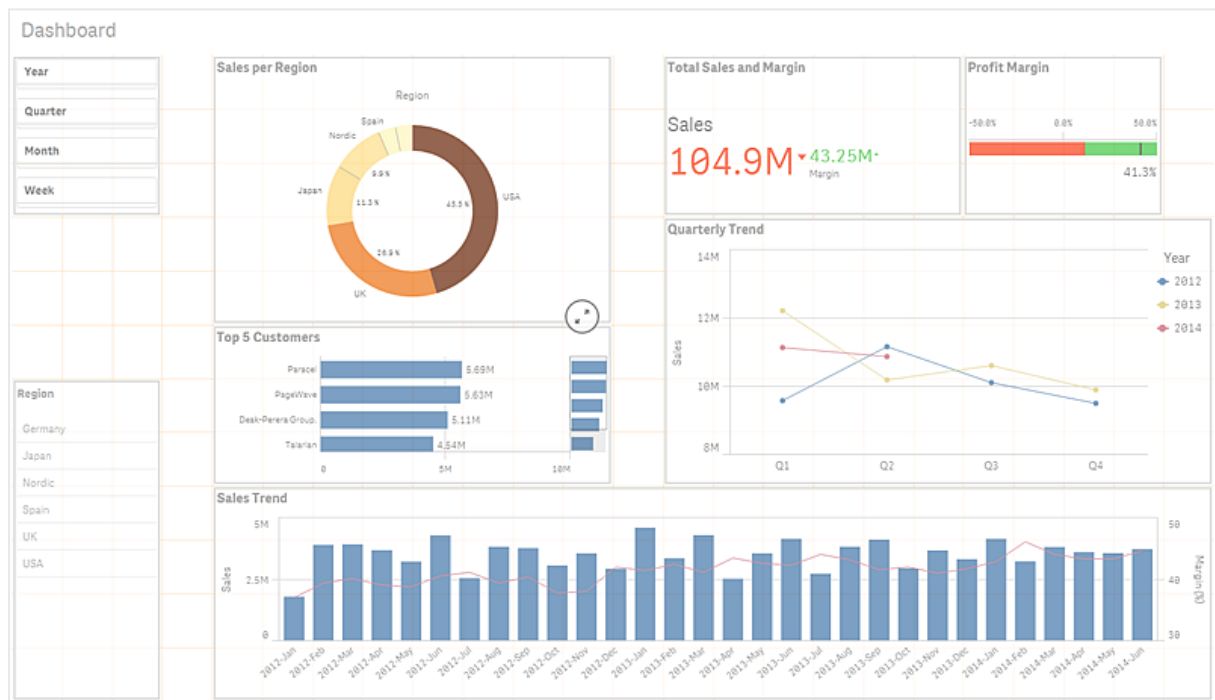 Dashboard
Year
Quarter
Month
Week
Region
Germany
Japan
Nordic
Spain
UK
USA
Sales per Region
Region
Spain
Nordic
Japan
UK
USA
9.9%
11.3%
26.9%
45.5%
Top 5 Customers
Paracel
5.69M
PageWave
5.63M
Deak-Perera Group.
5.11M
Talarian
4.54M
0 5M 10M
Total Sales and Margin
Sales
104.9M
43.25M
Margin
Profit Margin
-50.0% 0.0% 50.0%
41.3%
Quarterly Trend
Sales
14M
12M
10M
8M
Q1 Q2 Q3 Q4
Year
2012
2013
2014
Sales Trend
Sales
5M
2.5M
0
50
40
30
Margin (%)
2012-Jan 2012-Feb 2012-Mar 2012-Apr 2012-May 2012-Jun 2012-Jul 2012-Aug 2012-Sep 2012-Oct 2012-Nov 2012-Dec 2013-Jan 2013-Feb 2013-Mar 2013-Apr 2013-May 2013-Jun 2013-Jul 2013-Aug 2013-Sep 2013-Oct 2013-Nov 2013-Dec 2014-Jan 2014-Feb 2014-Mar 2014-Apr 2014-May 2014-Jun